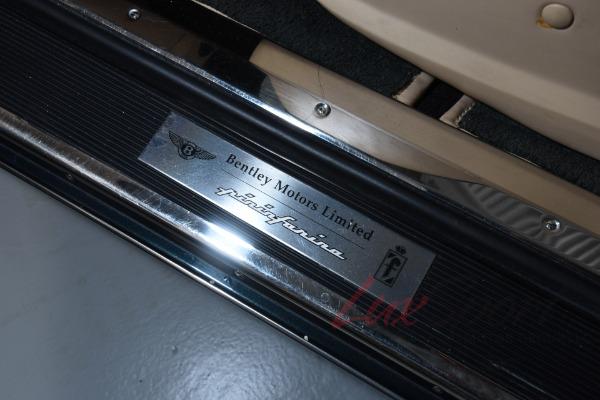 B
Bentley Motors Limited
pininfarina
f
Lux